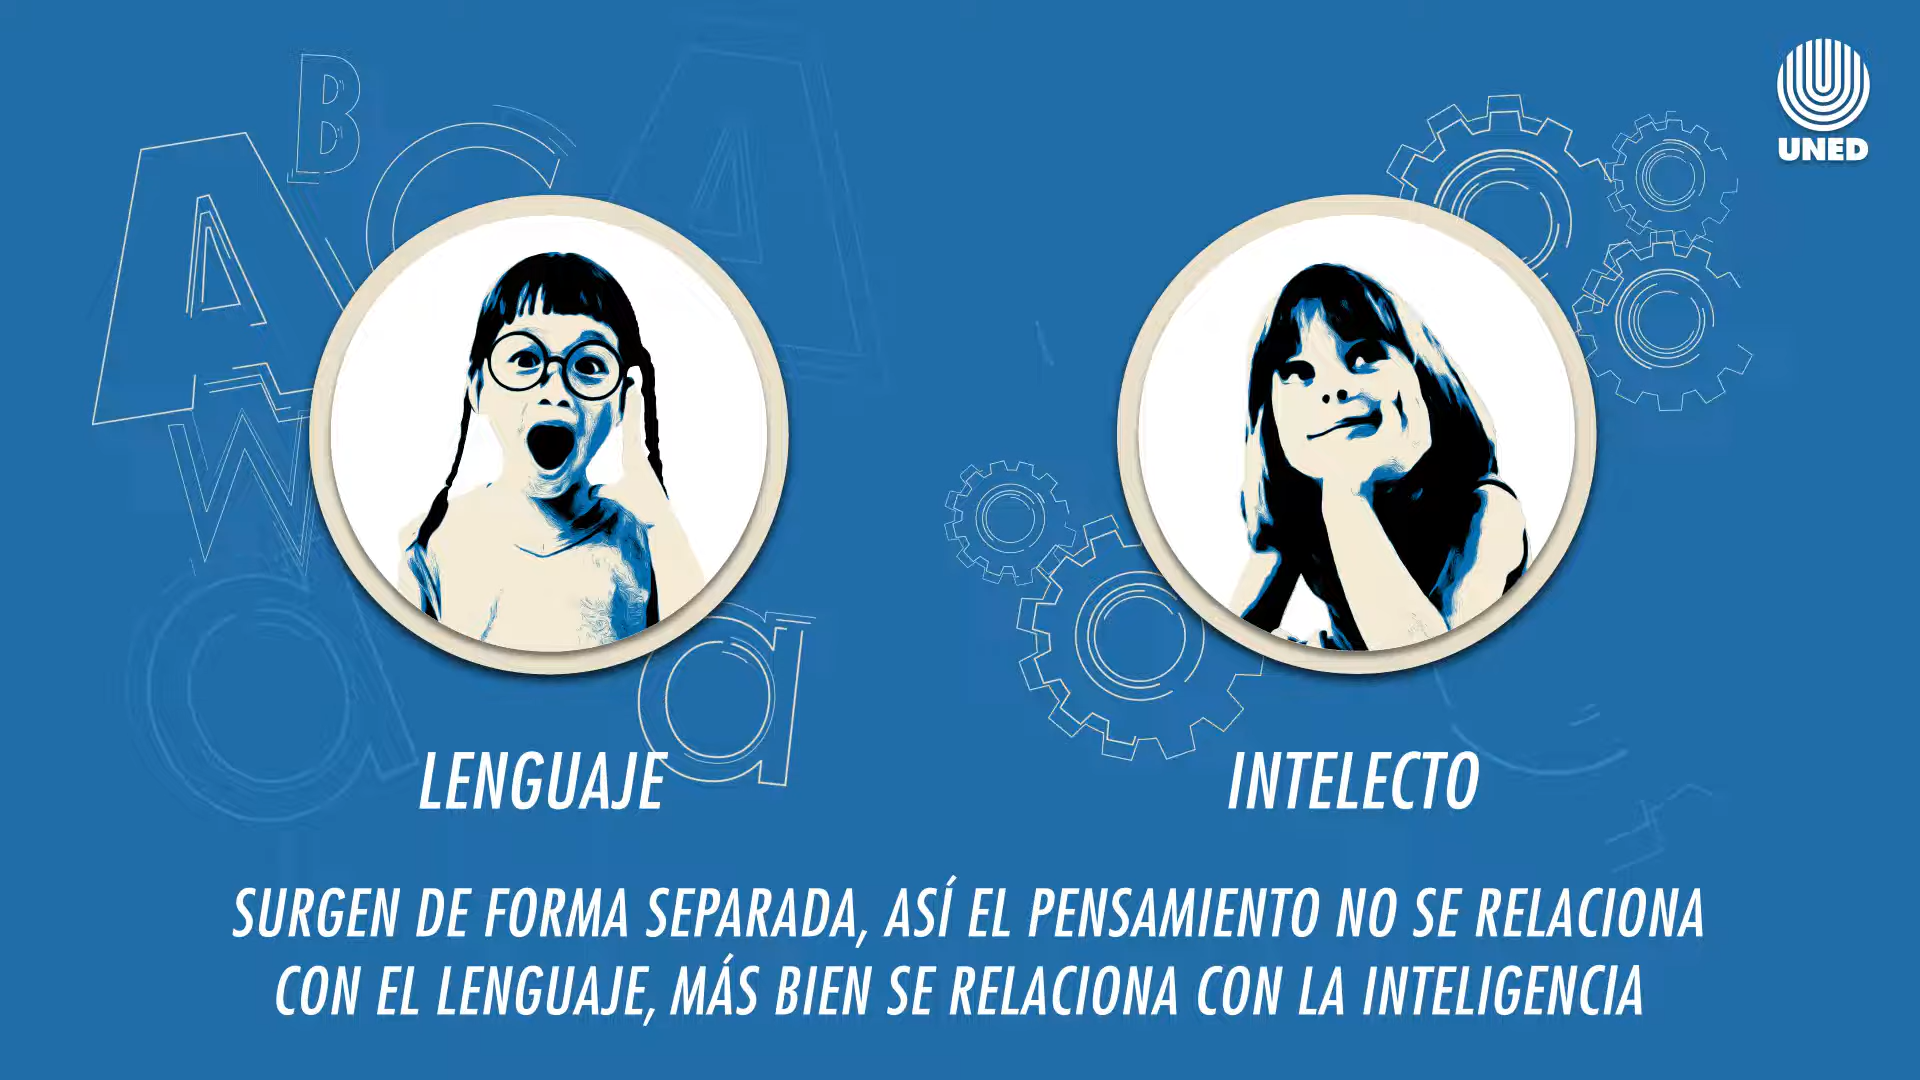 B
A C A
W
a a
UNED
LENGUAJE
INTELECTO
SURGEN DE FORMA SEPARADA, ASÍ EL PENSAMIENTO NO SE RELACIONA
CON EL LENGUAJE, MÁS BIEN SE RELACIONA CON LA INTELIGENCIA